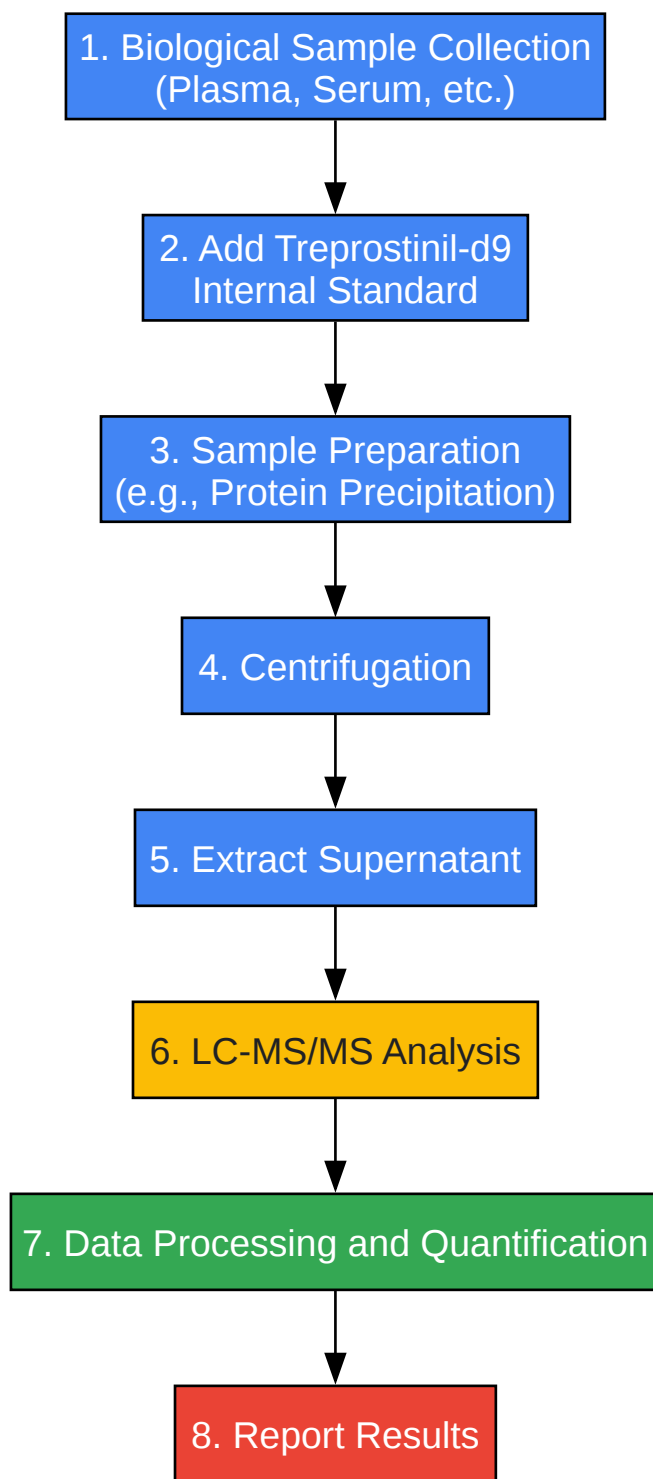 1. Biological Sample Collection
(Plasma, Serum, etc.)
2. Add Treprostinil-d9
Internal Standard
3. Sample Preparation
(e.g., Protein Precipitation)
4. Centrifugation
5. Extract Supernatant
6. LC-MS/MS Analysis
7. Data Processing and Quantification
8. Report Results